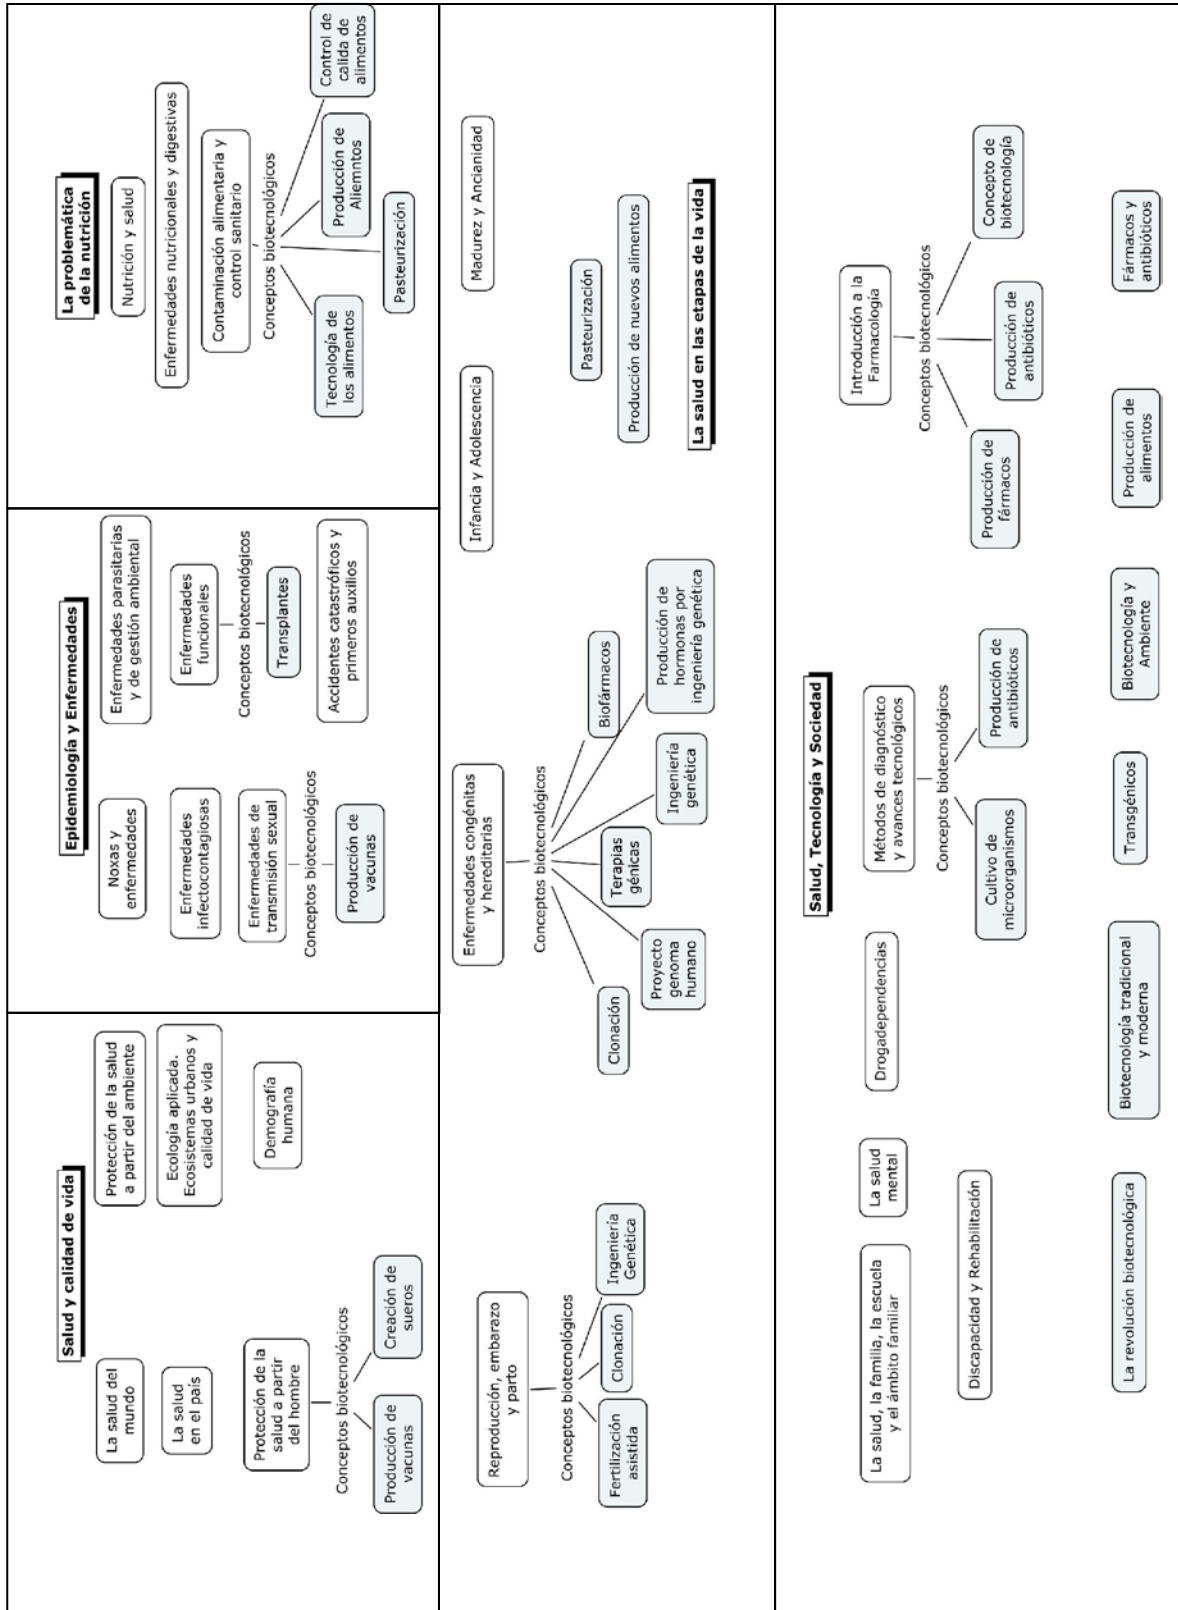 Salud y calidad de vida
La salud del
mundo
La salud
en el país
Protección de la
salud a partir
del hombre
Conceptos biotecnológicos
Producción de
vacunas
Creación de
sueros
Protección de la salud
a partir del ambiente
Ecología aplicada.
Ecosistemas urbanos y
calidad de vida
Demografía
humana
Epidemiología y Enfermedades
Noxas y
enfermedades
Enfermedades
infectocontagiosas
Enfermedades de
transmisión sexual
Conceptos biotecnológicos
Producción de
vacunas
Enfermedades parasitarias
y de gestión ambiental
Enfermedades
funcionales
Conceptos biotecnológicos
Transplantes
Accidentes catastróficos y
primeros auxilios
La problemática
de la nutrición
Nutrición y salud
Enfermedades nutricionales y digestivas
Contaminación alimentaria y
control sanitario
Conceptos biotecnológicos
Tecnología de
los alimentos
Pasteurización
Producción de
Aliemntos
Control de
calida de
alimentos
Reproducción, embarazo
y parto
Conceptos biotecnológicos
Fertilización
asistida
Clonación
Ingeniería
Genética
Enfermedades congénitas
y hereditarias
Conceptos biotecnológicos
Clonación
Proyecto
genoma
humano
Terapias
génicas
Ingeniería
genética
Biofármacos
Producción de
hormonas por
ingeniería genética
Infancia y Adolescencia
Madurez y Ancianidad
Pasteurización
Producción de nuevos alimentos
La salud en las etapas de la vida
Salud, Tecnología y Sociedad
La salud, la familia, la escuela
y el ámbito familiar
La salud
mental
Drogadependencias
Discapacidad y Rehabilitación
Métodos de diagnóstico
y avances tecnológicos
Conceptos biotecnológicos
Cultivo de
microorganismos
Producción de
antibióticos
Introducción a la
Farmacología
Conceptos biotecnológicos
Producción de
fármacos
Producción de
antibióticos
Concepto de
biotecnología
La revolución biotecnológica
Biotecnología tradicional
y moderna
Transgénicos
Biotecnología y
Ambiente
Producción de
alimentos
Fármacos y
antibióticos